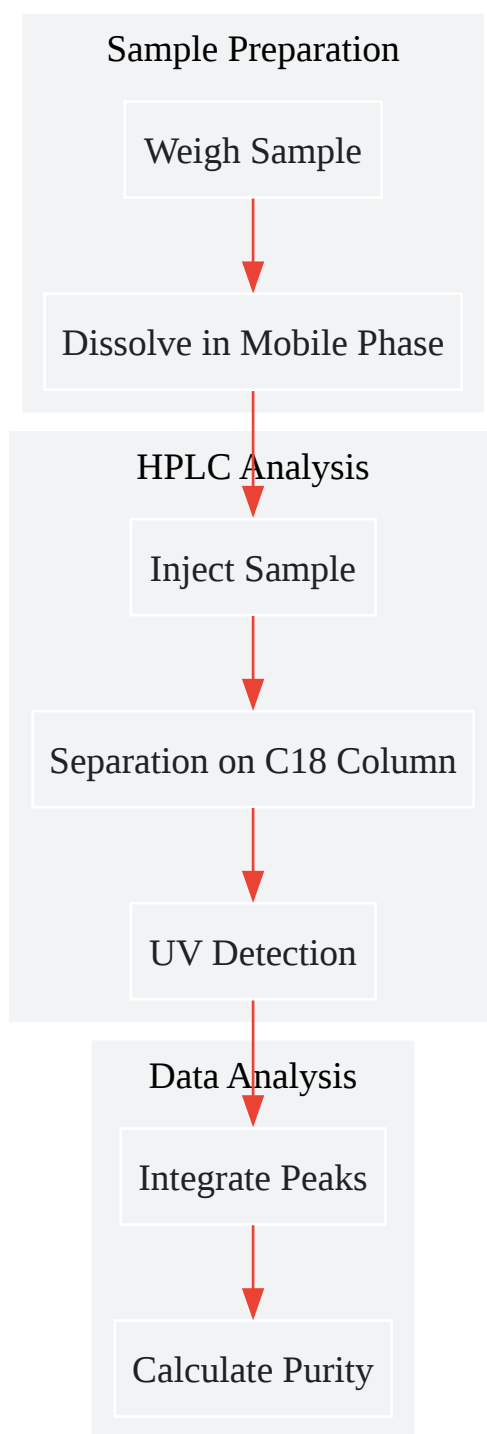 Sample Preparation
Weigh Sample
Dissolve in Mobile Phase
HPLC Analysis
Inject Sample
Separation on C18 Column
UV Detection
Data Analysis
Integrate Peaks
Calculate Purity